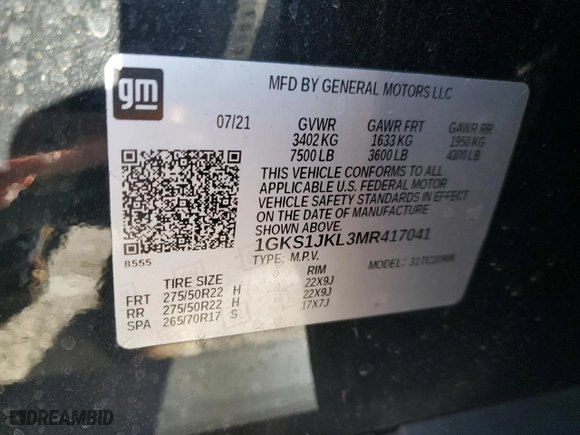 gm
MFD BY GENERAL MOTORS LLC
07/21 GVWR GAWR FRT GAWR RR
3402 KG 1633 KG 1950 KG
7500 LB 3600 LB 4300 LB
THIS VEHICLE CONFORMS TO ALL
APPLICABLE U.S. FEDERAL MOTOR
VEHICLE SAFETY STANDARDS IN EFFECT
ON THE DATE OF MANUFACTURE
SHOWN ABOVE.
1GKS1JKL3MR417041
8555
TYPE: M.P.V. MODEL:
TIRE SIZE RIM
FRT 275/50R22 H 22X9J
RR 275/50R22 H 22X9J
SPA 265/70R17 S 17X7J
DREAMBID